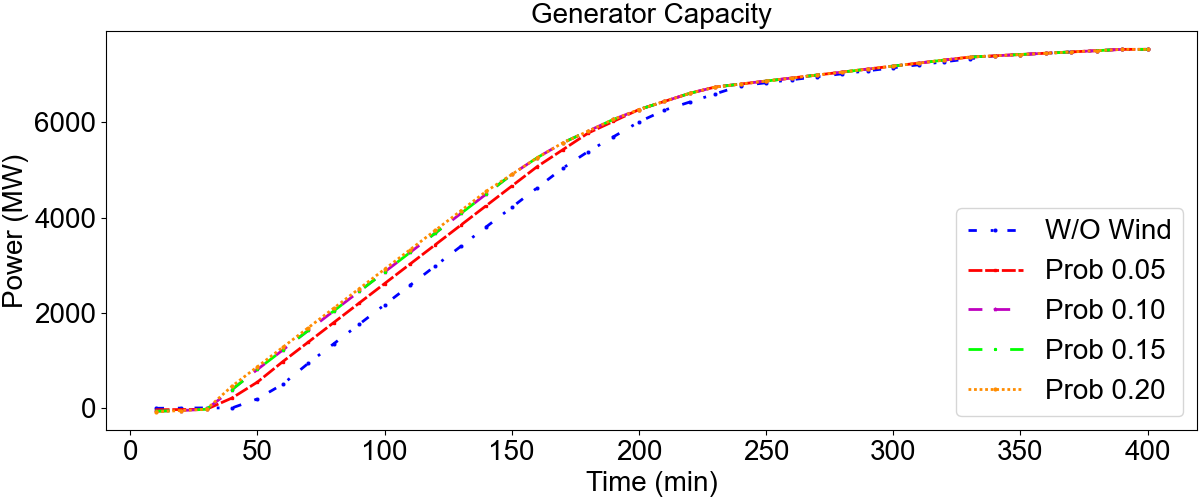 Generator Capacity
Power (MW)
6000
4000
2000
0
0 50 100 150 200 250 300 350 400
Time (min)
W/O Wind
Prob 0.05
Prob 0.10
Prob 0.15
Prob 0.20